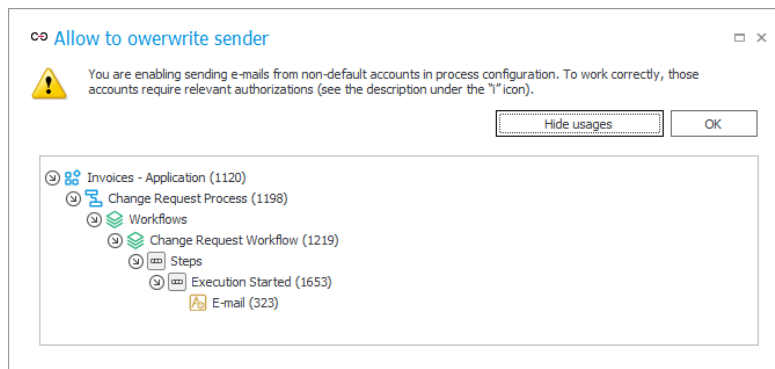 Allow to owerwrite sender
You are enabling sending e-mails from non-default accounts in process configuration. To work correctly, those
accounts require relevant authorizations (see the description under the "i" icon).
Hide usages
OK
Invoices - Application (1120)
Change Request Process (1198)
Workflows
Change Request Workflow (1219)
Steps
Execution Started (1653)
E-mail (323)